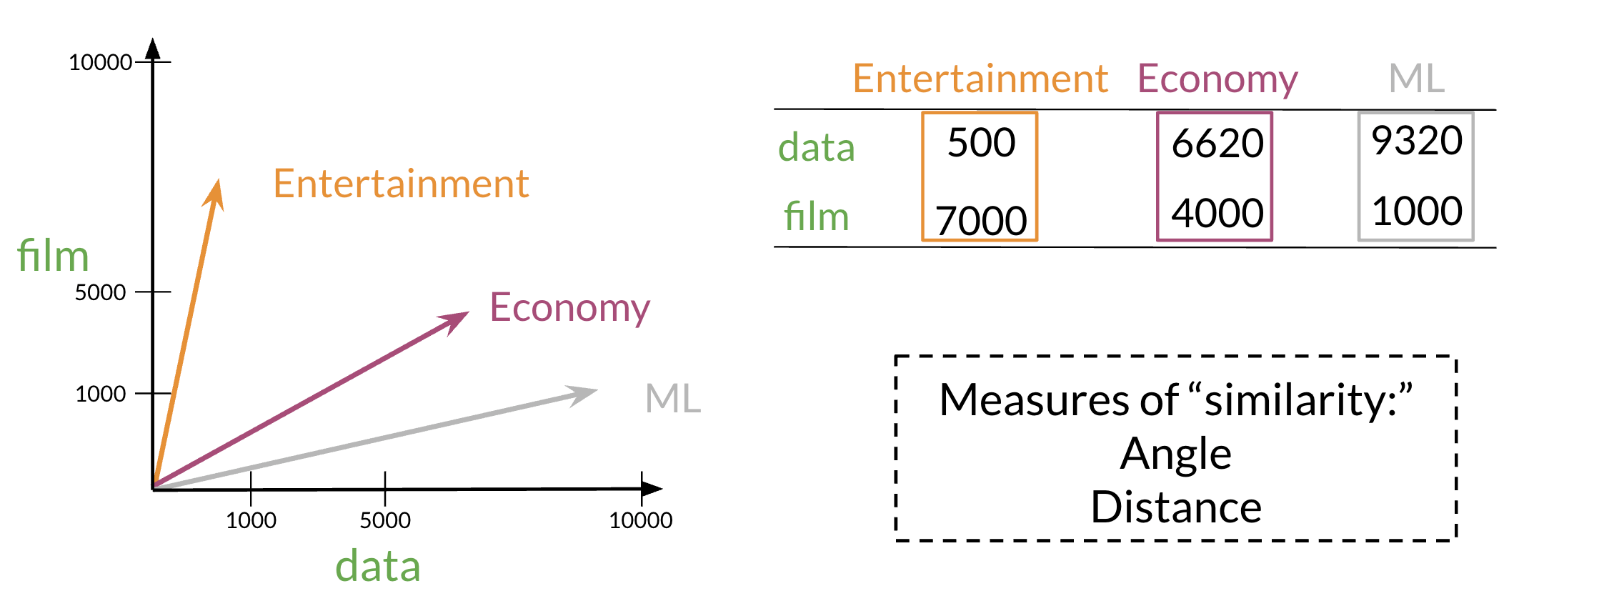 10000
Entertainment
film
5000
Economy
1000
ML
1000 5000 10000
data
Entertainment Economy ML
data 500 6620 9320
film 7000 4000 1000
Measures of “similarity:”
Angle
Distance